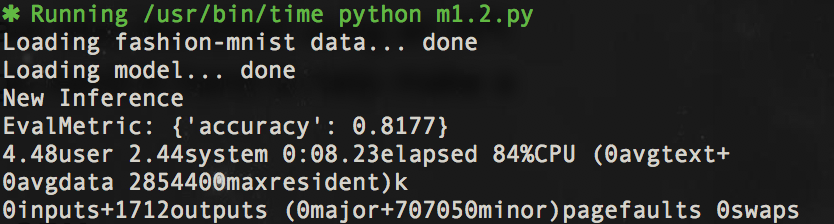 ✱ Running /usr/bin/time python m1.2.py
Loading fashion-mnist data... done
Loading model... done
New Inference
EvalMetric: {'accuracy': 0.8177}
4.48user 2.44system 0:08.23elapsed 84%CPU (0avgtext+
0avgdata 2854400maxresident)k
0inputs+1712outputs (0major+707050minor)pagefaults 0swaps